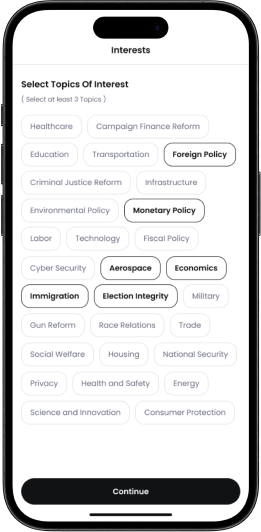 Interests
Select Topics Of Interest
( Select at least 3 Topics )
Healthcare Campaign Finance Reform
Education Transportation Foreign Policy
Criminal Justice Reform Infrastructure
Environmental Policy Monetary Policy
Labor Technology Fiscal Policy
Cyber Security Aerospace Economics
Immigration Election Integrity Military
Gun Reform Race Relations Trade
Social Welfare Housing National Security
Privacy Health and Safety Energy
Science and Innovation Consumer Protection
Continue